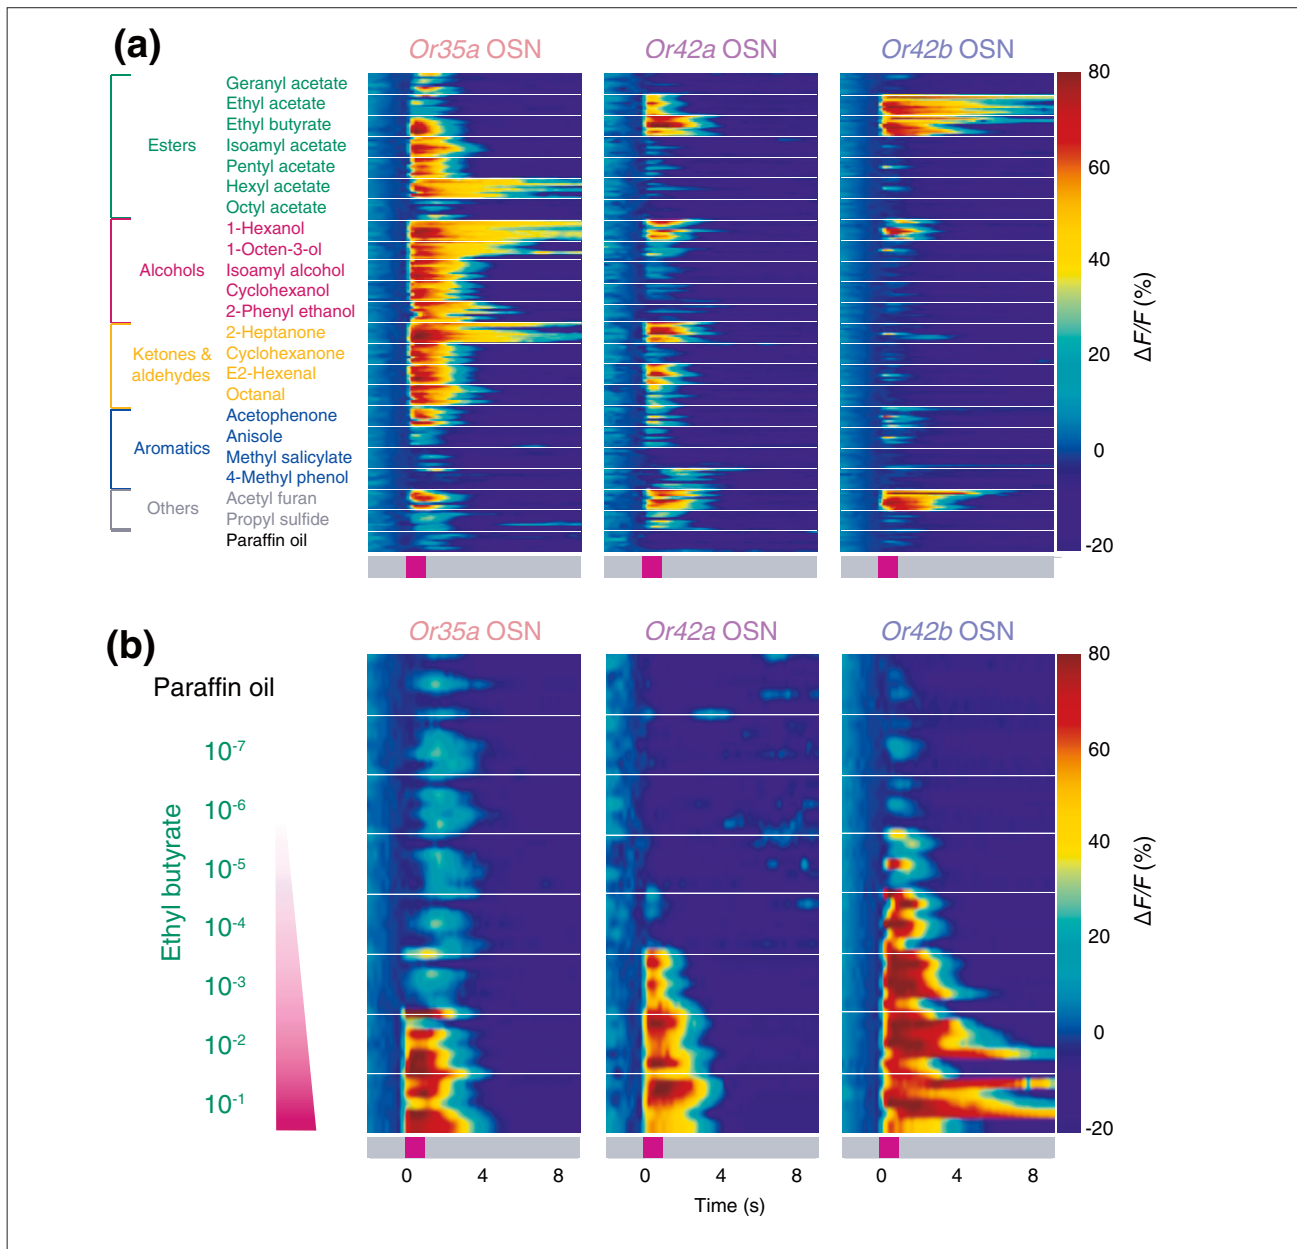 (a)
Or35a OSN
Or42a OSN
Or42b OSN
Esters
Geranyl acetate
Ethyl acetate
Ethyl butyrate
Isoamyl acetate
Pentyl acetate
Hexyl acetate
Octyl acetate
Alcohols
1-Hexanol
1-Octen-3-ol
Isoamyl alcohol
Cyclohexanol
2-Phenyl ethanol
Ketones &
aldehydes
2-Heptanone
Cyclohexanone
E2-Hexenal
Octanal
Aromatics
Acetophenone
Anisole
Methyl salicylate
4-Methyl phenol
Others
Acetyl furan
Propyl sulfide
Paraffin oil
80
60
40
20
0
-20
ΔF/F (%)
(b)
Or35a OSN
Or42a OSN
Or42b OSN
Paraffin oil
Ethyl butyrate
10-7
10-6
10-5
10-4
10-3
10-2
10-1
80
60
40
20
0
-20
ΔF/F (%)
0 4 8
0 4 8
0 4 8
Time (s)